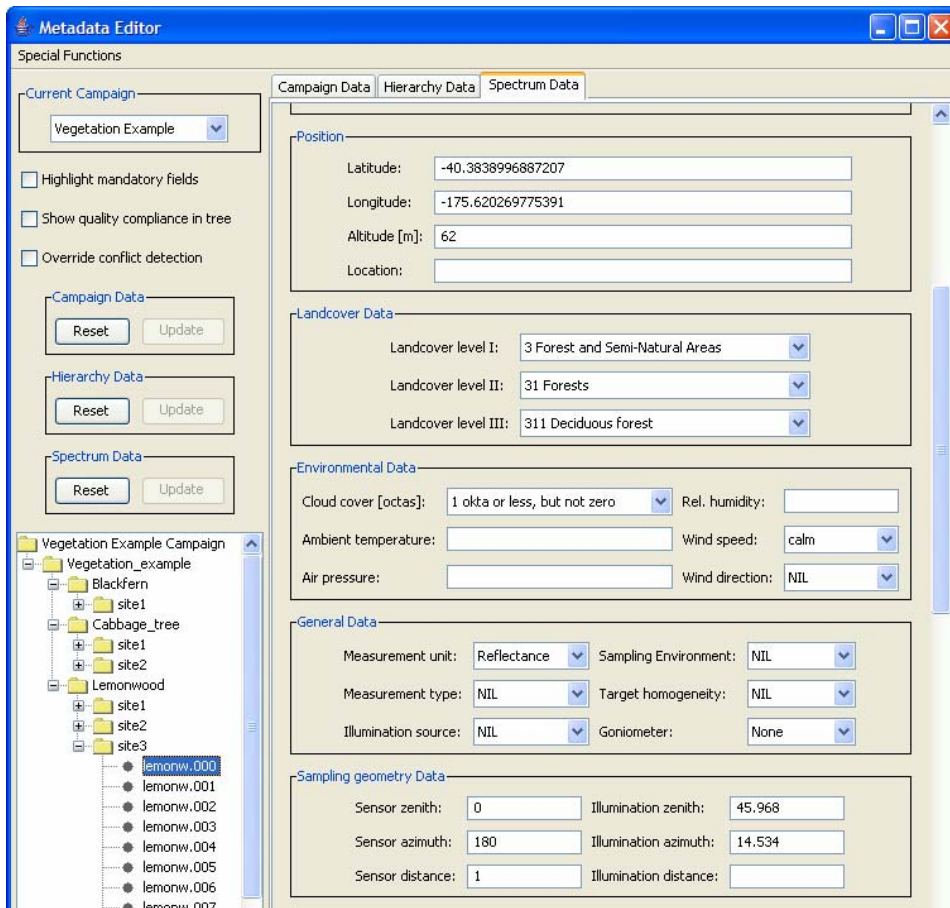 Metadata Editor
Special Functions
Current Campaign
Vegetation Example
Highlight mandatory fields
Show quality compliance in tree
Override conflict detection
Campaign Data
Reset Update
Hierarchy Data
Reset Update
Spectrum Data
Reset Update
Vegetation Example Campaign
Vegetation_example
Blackfern
site1
Cabbage_tree
site1
site2
Lemonwood
site1
site2
site3
lemonw.000
lemonw.001
lemonw.002
lemonw.003
lemonw.004
lemonw.005
lemonw.006
lemonw.007
Campaign Data Hierarchy Data Spectrum Data
Position
Latitude: -40.3838996887207
Longitude: -175.620269775391
Altitude [m]: 62
Location:
Landcover Data
Landcover level I: 3 Forest and Semi-Natural Areas
Landcover level II: 31 Forests
Landcover level III: 311 Deciduous forest
Environmental Data
Cloud cover [octas]: 1 okta or less, but not zero Rel. humidity:
Ambient temperature: Wind speed: calm
Air pressure: Wind direction: NIL
General Data
Measurement unit: Reflectance Sampling Environment: NIL
Measurement type: NIL Target homogeneity: NIL
Illumination source: NIL Goniometer: None
Sampling geometry Data
Sensor zenith: 0 Illumination zenith: 45.968
Sensor azimuth: 180 Illumination azimuth: 14.534
Sensor distance: 1 Illumination distance: